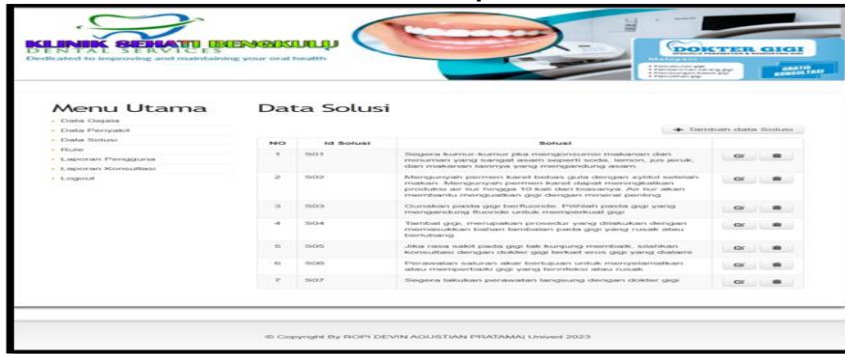 KLINIK SEHATI BENGKULU
DENTAL SERVICES
Dedicated to improving and maintaining your oral health
DOKTER GIGI
Melayani
GRATIS
KONSULTASI
Menu Utama
Data Gejala
Data Penyakit
Data Solusi
Rule
Laporan Pengguna
Laporan Konsultasi
Logout
Data Solusi
Tambah data Solusi
NO Id Solusi Solusi
1 S01 Segera kumur-kumur jika mengonsumsi makanan dan
minuman yang sangat asam seperti soda, lemon, jus jeruk,
dan makanan lainnya yang mengandung asam
2 S02 Mengunyah permen karet bebas gula dengan xylitol setelah
makan. Mengunyah permen karet dapat meningkatkan
produksi air liur hingga 10 kali dari biasanya. Air liur akan
membantu menguatkan gigi dengan mineral penting
3 S03 Gunakan pasta gigi berfluoride. Pilihlah pasta gigi yang
mengandung fluoride untuk memperkuat gigi
4 S04 Tambal gigi, merupakan prosedur yang dilakukan dengan
memasukkan bahan tambalan pada gigi yang rusak atau
berlubang
5 S05 Jika rasa sakit pada gigi tak kunjung membaik, silahkan
konsultasi dengan dokter gigi terkait eros gigi yang dialami
6 S06 Perawatan saluran akar bertujuan untuk menyelamatkan
atau memperbaiki gigi yang terinfeksi atau rusak
7 S07 Segera lakukan perawatan langsung dengan dokter gigi
© Copyright By ROPI DEVIN AGUSTIAN PRATAMA| Unived 2023